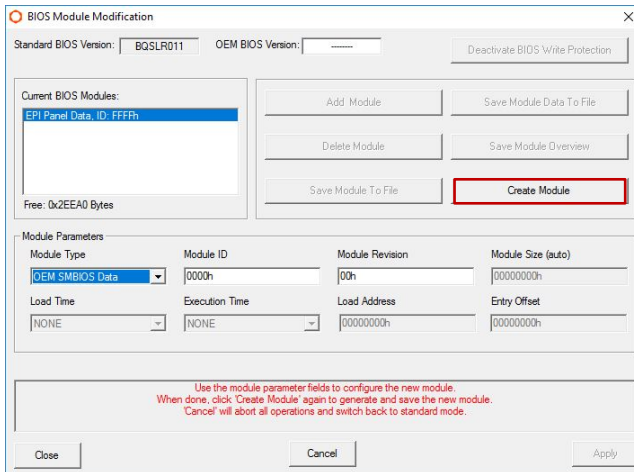 BIOS Module Modification
Standard BIOS Version: BQSLR011 OEM BIOS Version: --------
Deactivate BIOS Write Protection
Current BIOS Modules:
EPI Panel Data, ID: FFFFh
Free: 0x2EEA0 Bytes
Add Module
Save Module Data To File
Delete Module
Save Module Overview
Save Module To File
Create Module
Module Parameters
Module Type Module ID Module Revision Module Size (auto)
OEM SMBIOS Data 0000h 00h 00000000h
Load Time Execution Time Load Address Entry Offset
NONE NONE 00000000h 00000000h
Use the module parameter fields to configure the new module.
When done, click 'Create Module' again to generate and save the new module.
'Cancel' will abort all operations and switch back to standard mode.
Close Cancel Apply